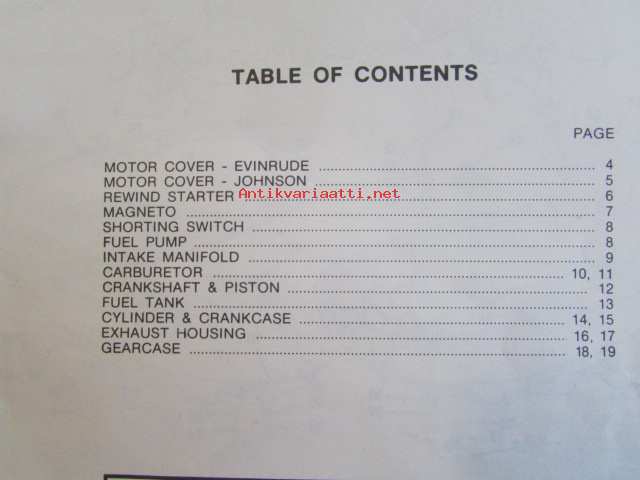 TABLE OF CONTENTS
PAGE
MOTOR COVER - EVINRUDE 4
MOTOR COVER - JOHNSON 5
REWIND STARTER 6
Antikvariaatti.net
MAGNETO 7
SHORTING SWITCH 8
FUEL PUMP 8
INTAKE MANIFOLD 9
CARBURETOR 10, 11
CRANKSHAFT & PISTON 12
FUEL TANK 13
CYLINDER & CRANKCASE 14, 15
EXHAUST HOUSING 16, 17
GEARCASE 18, 19